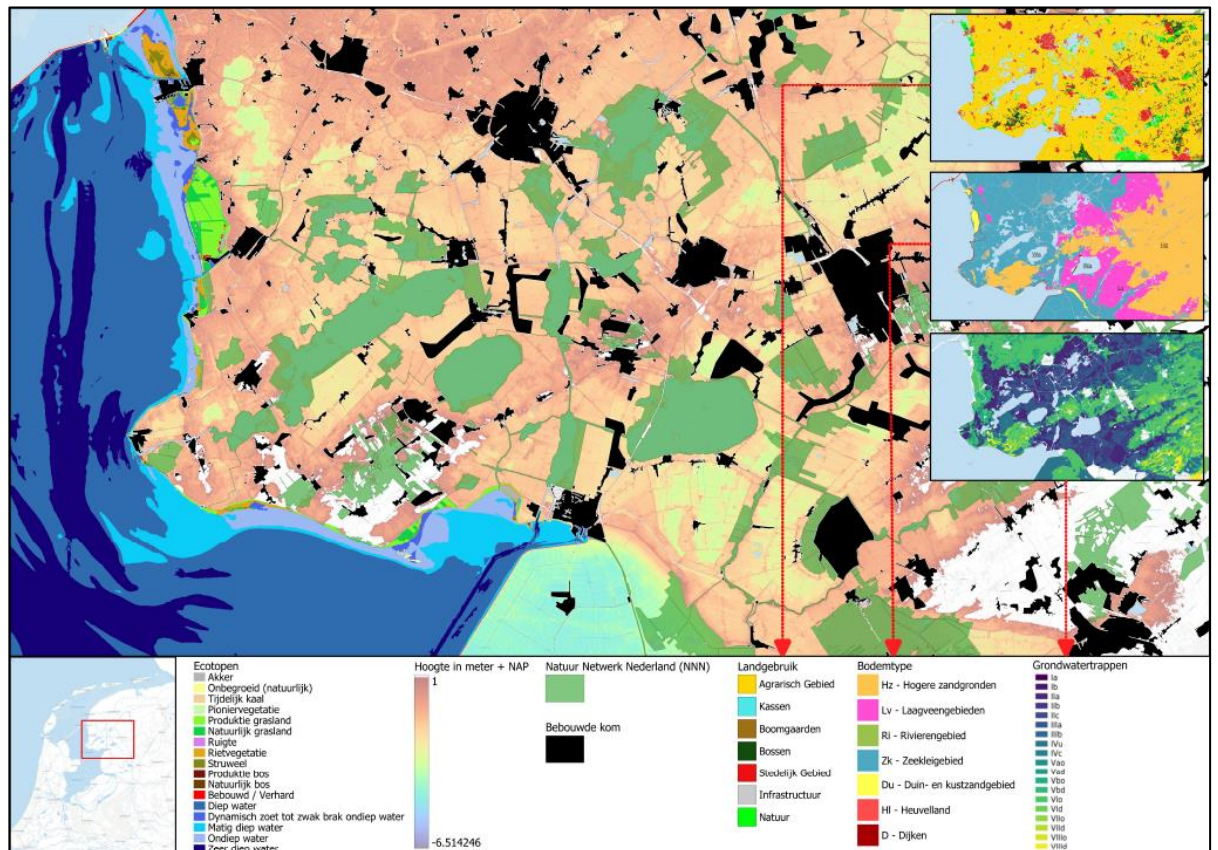 Ecotopen
Akker
Onbegroeid (natuurlijk)
Tijdelijk kaal
Pioniervegetatie
Produktie grasland
Natuurlijk grasland
Ruigte
Rietvegetatie
Struweel
Produktie bos
Natuurlijk bos
Bebouwd / Verhard
Diep water
Dynamisch zoet tot zwak brak ondiep water
Matig diep water
Ondiep water
Zeer diep water
Hoogte in meter + NAP
1
-6.514246
Natuur Netwerk Nederland (NNN)
Bebouwde kom
Landgebruik
Agrarisch Gebied
Kassen
Boomgaarden
Bossen
Stedelijk Gebied
Infrastructuur
Natuur
Bodemtype
Hz - Hogere zandgronden
Lv - Laagveengebieden
Ri - Rivierengebied
Zk - Zeekleigebied
Du - Duin- en kustzandgebied
Hl - Heuvelland
D - Dijken
Grondwatertrappen
Ia
Ib
IIa
IIb
IIc
IIIa
IIIb
IVu
IVc
Vao
Vad
Vbo
Vbd
VIo
VId
VIIo
VIId
VIIIo
VIIId